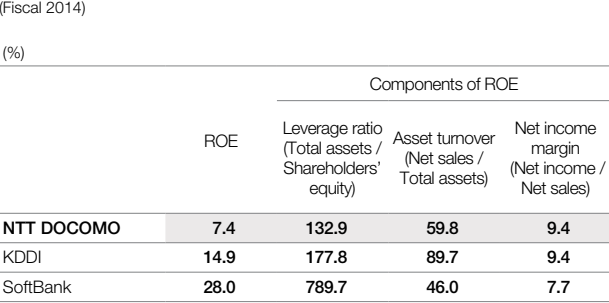 (Fiscal 2014)
(%)
Components of ROE
ROE
Leverage ratio
(Total assets /
Shareholders'
equity)
Asset turnover
(Net sales /
Total assets)
Net income
margin
(Net income /
Net sales)
NTT DOCOMO 7.4 132.9 59.8 9.4
KDDI 14.9 177.8 89.7 9.4
SoftBank 28.0 789.7 46.0 7.7